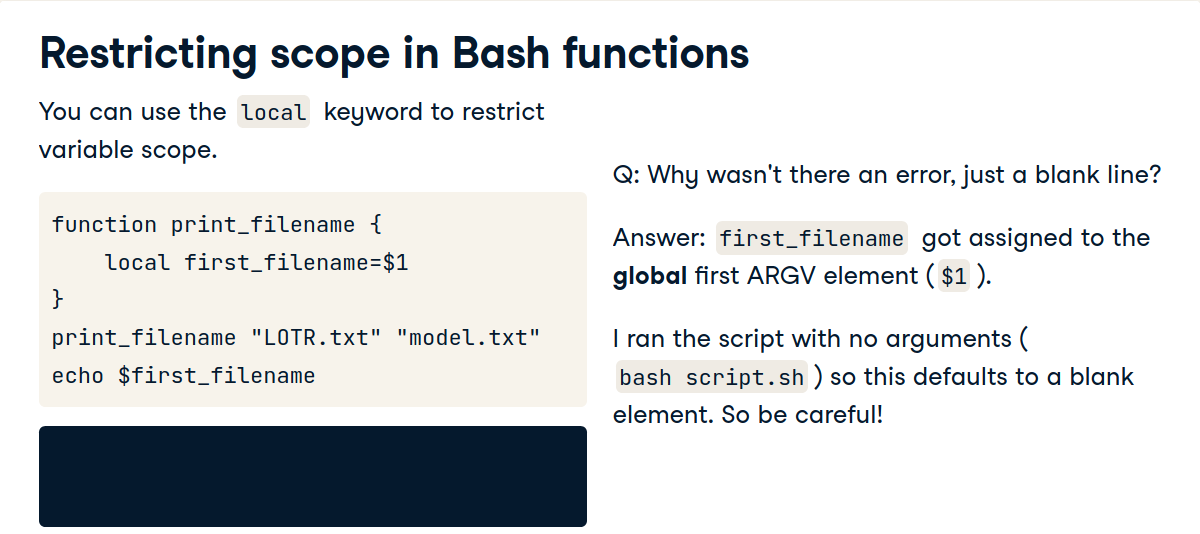 Restricting scope in Bash functions
You can use the local keyword to restrict
variable scope.
function print_filename {
    local first_filename=$1
}
print_filename "LOTR.txt" "model.txt"
echo $first_filename
Q: Why wasn't there an error, just a blank line?
Answer: first_filename got assigned to the
global first ARGV element ( $1 ).
I ran the script with no arguments (
bash script.sh ) so this defaults to a blank
element. So be careful!